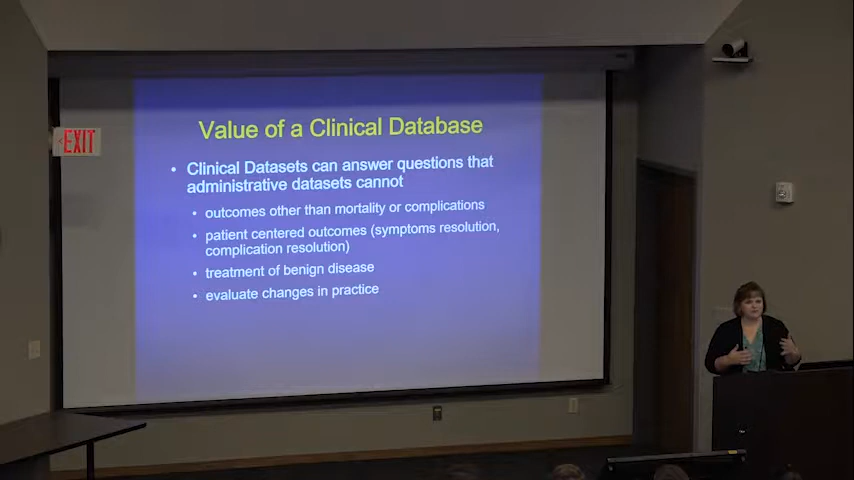 Value of a Clinical Database
EXIT
• Clinical Datasets can answer questions that
administrative datasets cannot
• outcomes other than mortality or complications
• patient centered outcomes (symptoms resolution,
complication resolution)
• treatment of benign disease
• evaluate changes in practice